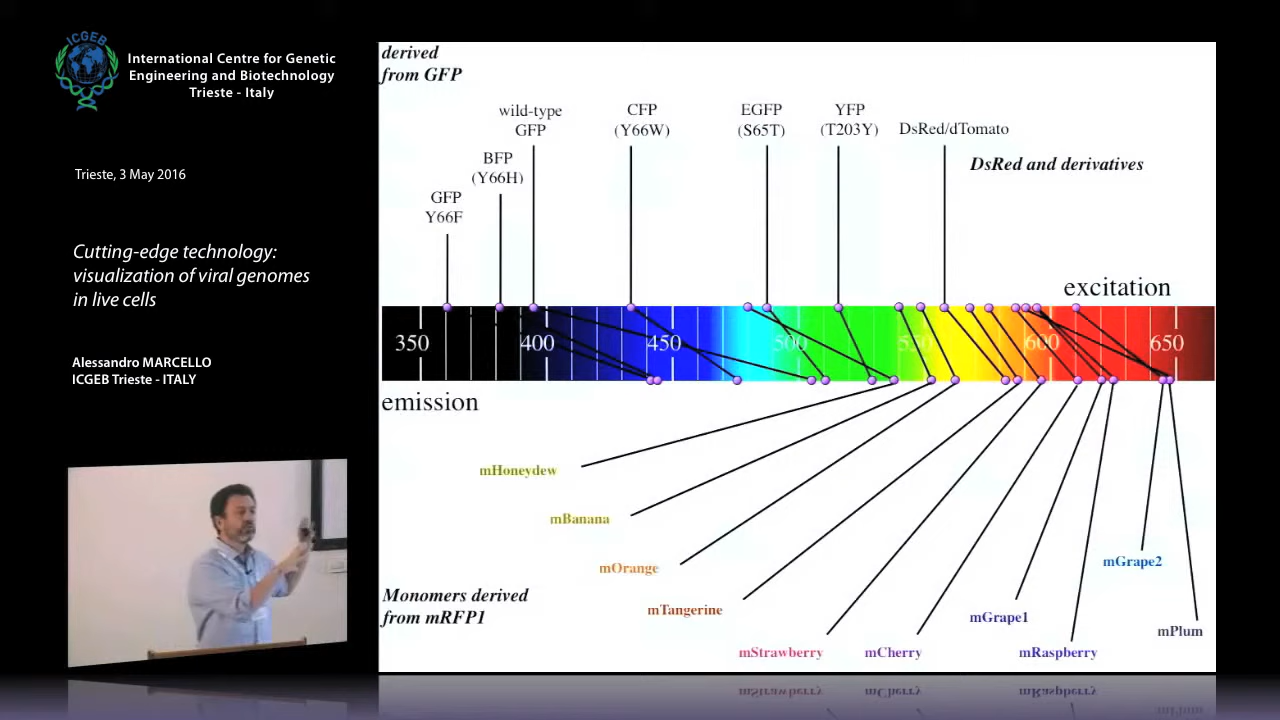 ICGEB
International Centre for Genetic
Engineering and Biotechnology
Trieste - Italy
Trieste, 3 May 2016
Cutting-edge technology:
visualization of viral genomes
in live cells
Alessandro MARCELLO
ICGEB Trieste - ITALY
derived
from GFP
wild-type
GFP
CFP
(Y66W)
EGFP
(S65T)
YFP
(T203Y)
DsRed/dTomato
BFP
(Y66H)
DsRed and derivatives
GFP
Y66F
excitation
350
400
450
500
550
600
650
emission
mHoneydew
mBanana
mOrange
mTangerine
mStrawberry
mCherry
mGrape1
mRaspberry
mGrape2
mPlum
Monomers derived
from mRFP1